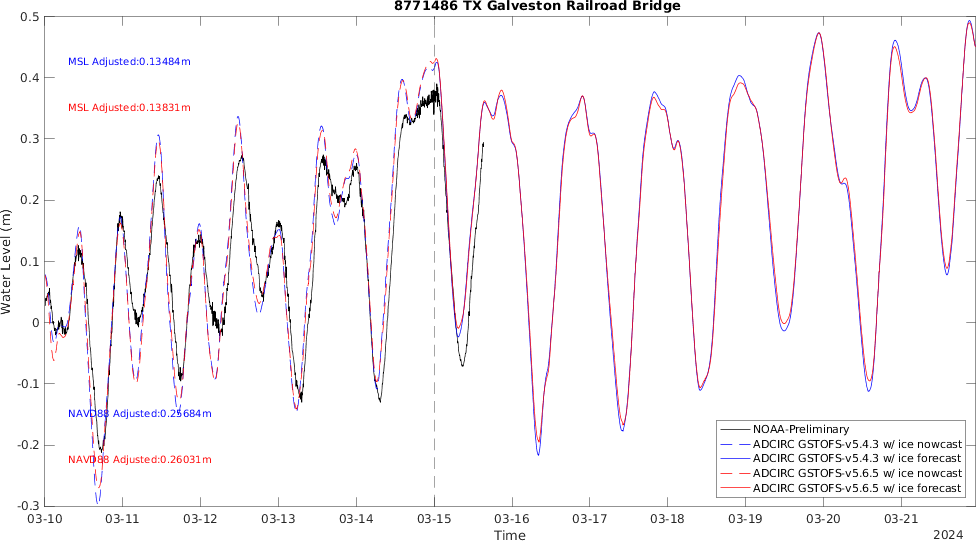 8771486 TX Galveston Railroad Bridge
0.5
MSL Adjusted:0.13484m
0.4
MSL Adjusted:0.13831m
0.3
0.2
0.1
0
-0.1
NAVD88 Adjusted:0.25684m
-0.2
NAVD88 Adjusted:0.26031m
-0.3
Water Level (m)
NOAA-Preliminary
ADCIRC GSTOFS-v5.4.3 w/ ice nowcast
ADCIRC GSTOFS-v5.4.3 w/ ice forecast
ADCIRC GSTOFS-v5.6.5 w/ ice nowcast
ADCIRC GSTOFS-v5.6.5 w/ ice forecast
03-10 03-11 03-12 03-13 03-14 03-15 03-16 03-17 03-18 03-19 03-20 03-21
Time
2024